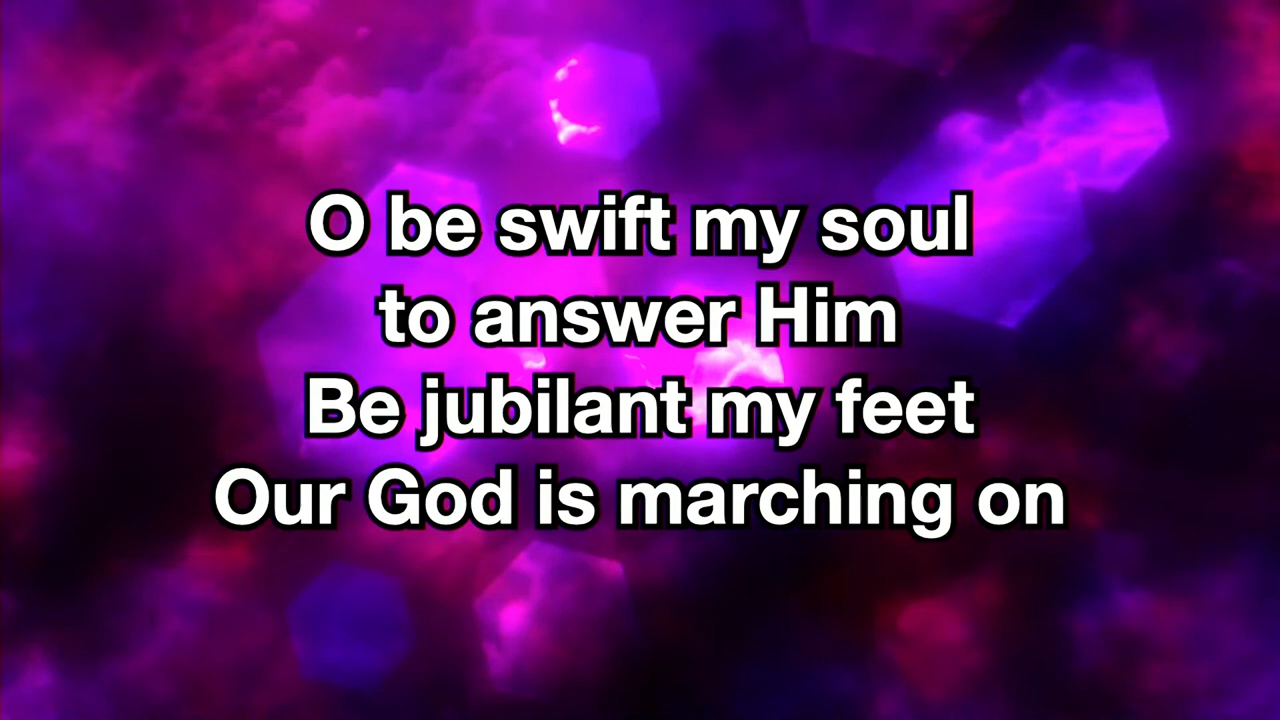 O be swift my soul
to answer Him
Be jubilant my feet
Our God is marching on